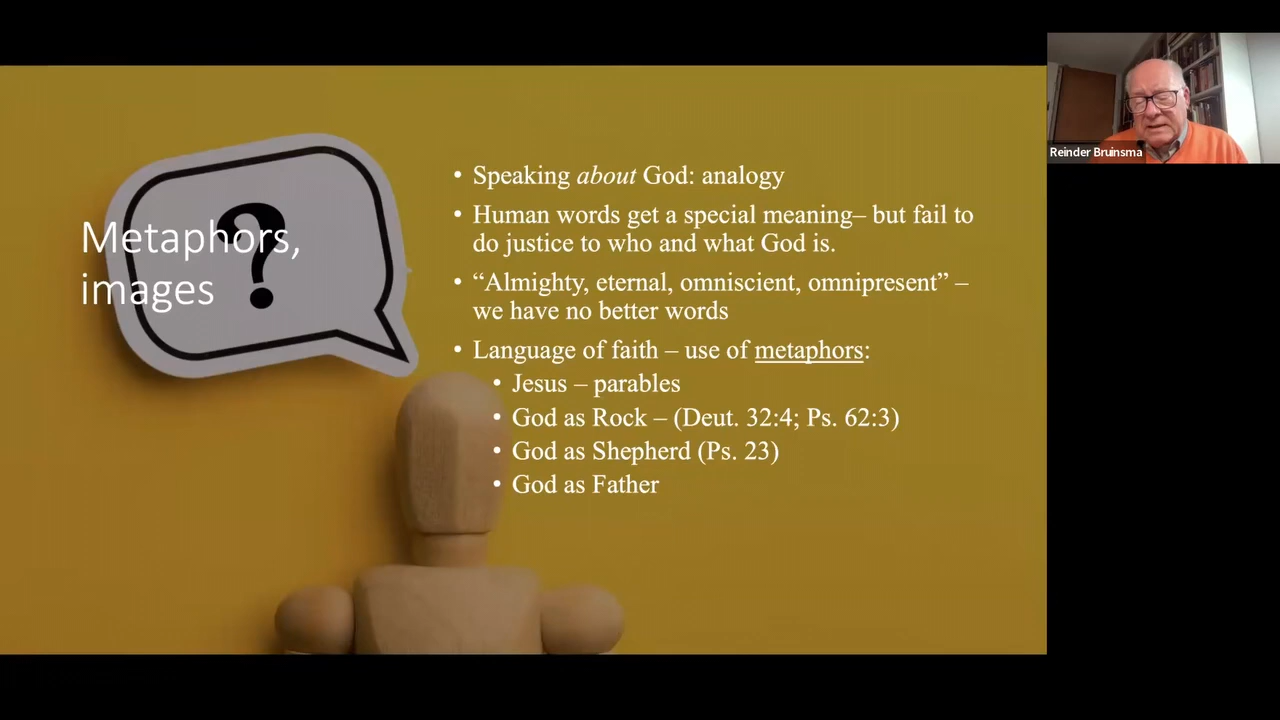 Metaphors,
images
?
• Speaking about God: analogy
• Human words get a special meaning– but fail to
do justice to who and what God is.
• “Almighty, eternal, omniscient, omnipresent” –
we have no better words
• Language of faith – use of metaphors:
• Jesus – parables
• God as Rock – (Deut. 32:4; Ps. 62:3)
• God as Shepherd (Ps. 23)
• God as Father
Reinder Bruinsma